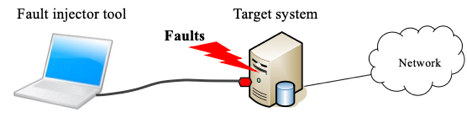 Fault injector tool
Target system
Faults
Network